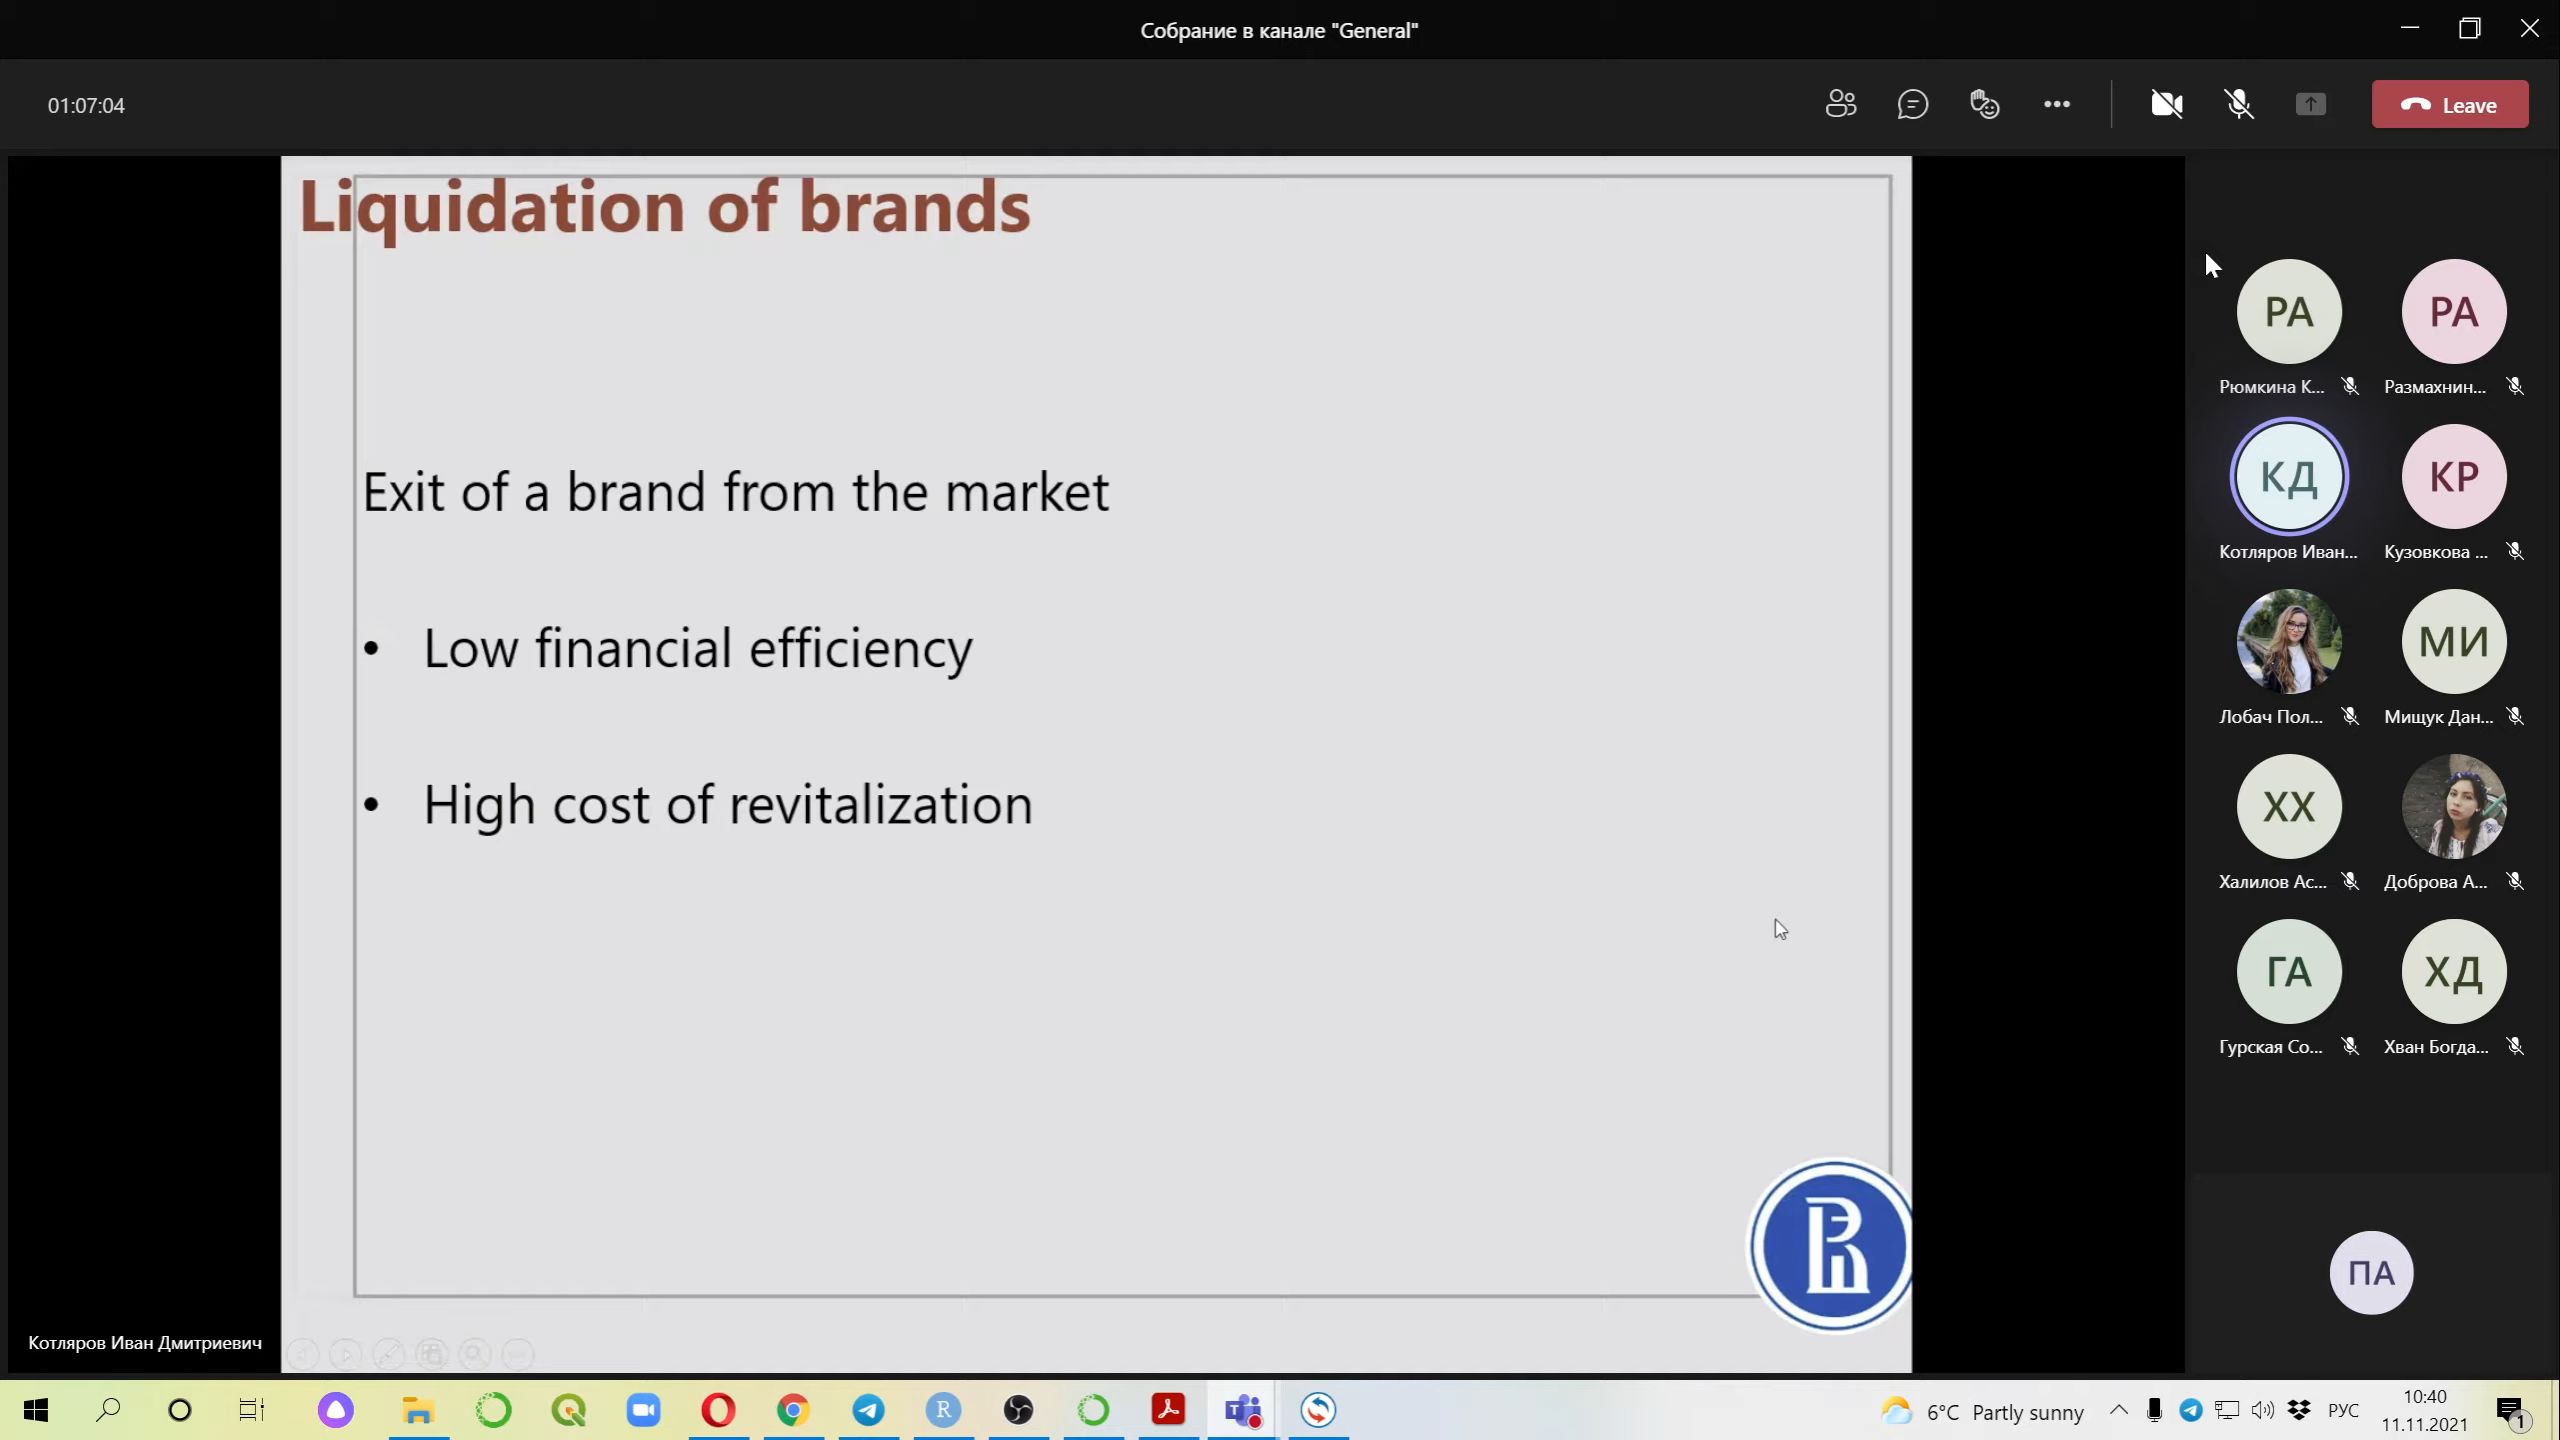 Собрание в канале "General"
01:07:04
Leave
Liquidation of brands
Exit of a brand from the market
• Low financial efficiency
• High cost of revitalization
РА
РА
Рюмкина К...
Размахнин...
КД
КР
Котляров Иван...
Кузовкова ...
Лобач Пол...
МИ
Мищук Дан...
ХХ
Халилов Ас...
Доброва А...
ГА
ХД
Гурская Со...
Хван Богда...
ПА
Котляров Иван Дмитриевич
6°C Partly sunny
РУС
10:40
11.11.2021
1